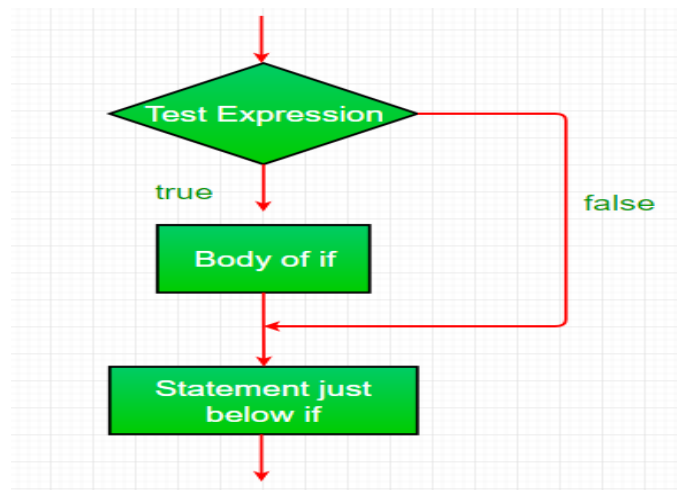 Test Expression
true
false
Body of if
Statement just
below if